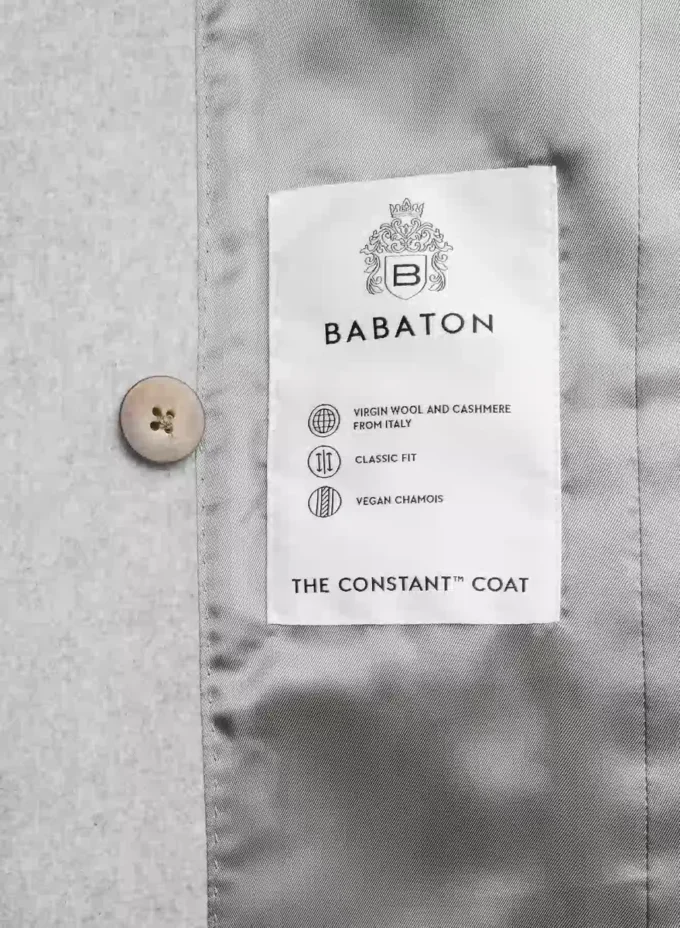 B
BABATON
VIRGIN WOOL AND CASHMERE
FROM ITALY
CLASSIC FIT
VEGAN CHAMOIS
THE CONSTANT™ COAT